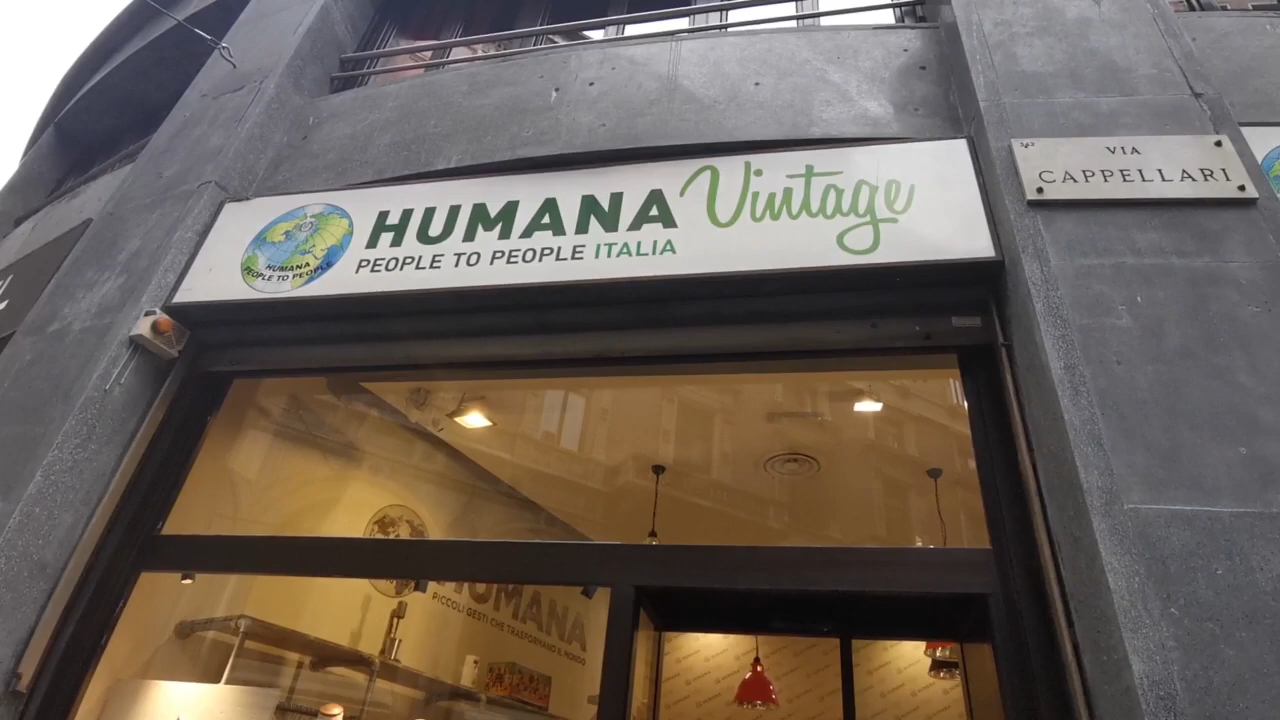 HUMANA Vintage
PEOPLE TO PEOPLE ITALIA
HUMANA
PEOPLE TO PEOPLE
VIA
CAPPELLARI
HUMANA
PICCOLI GESTI CHE TRASFORMANO IL MONDO